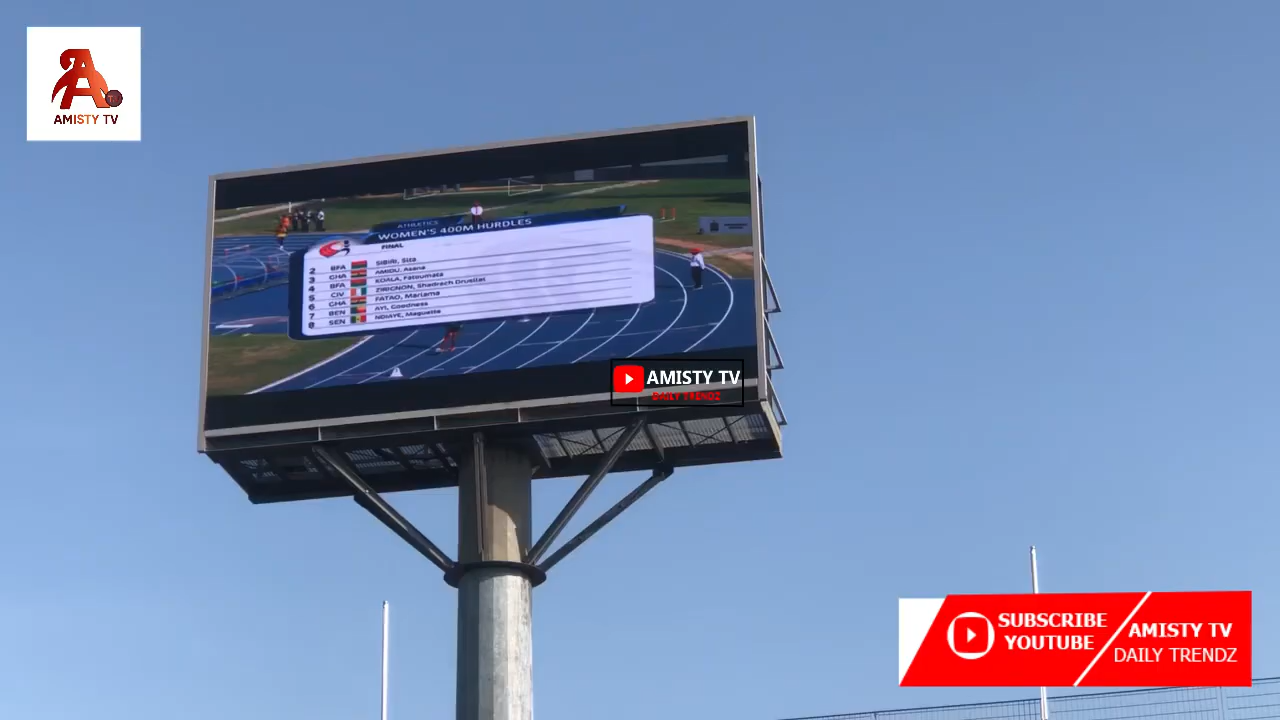 AMISTY TV
ATHLETICS
WOMEN'S 400M HURDLES
FINAL
2 BFA SIBIRI, Sita
3 GHA AMIDU, Asana
4 BFA KOALA, Fatoumata
5 CIV ZIRIGNON, Shadrach Drusilat
6 GHA FATAO, Mariama
7 BEN AYI, Goodness
8 SEN NDIAYE, Maguette
AMISTY TV
DAILY TRENDZ
SUBSCRIBE
YOUTUBE
AMISTY TV
DAILY TRENDZ